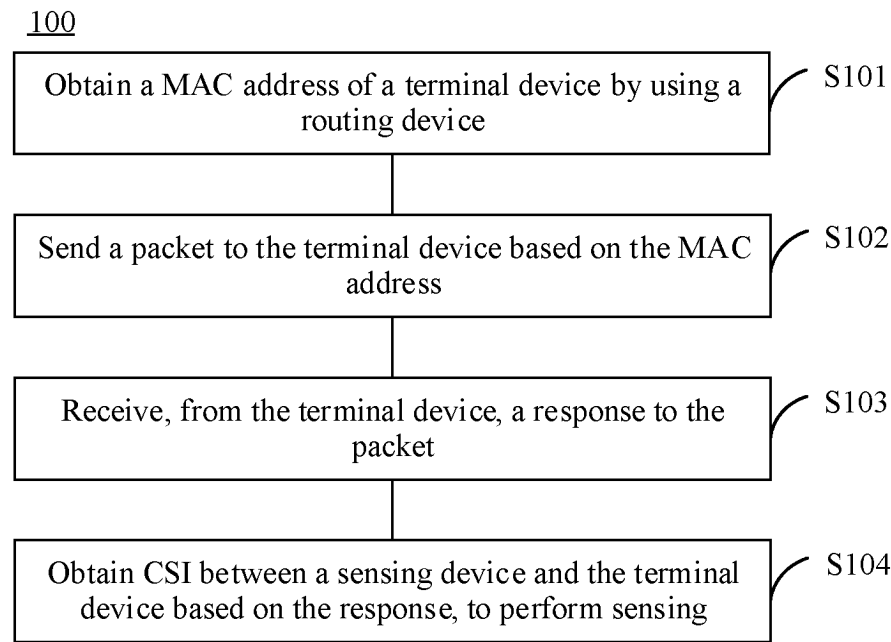 100
Obtain a MAC address of a terminal device by using a
routing device
S101
Send a packet to the terminal device based on the MAC
address
S102
Receive, from the terminal device, a response to the
packet
S103
Obtain CSI between a sensing device and the terminal
device based on the response, to perform sensing
S104